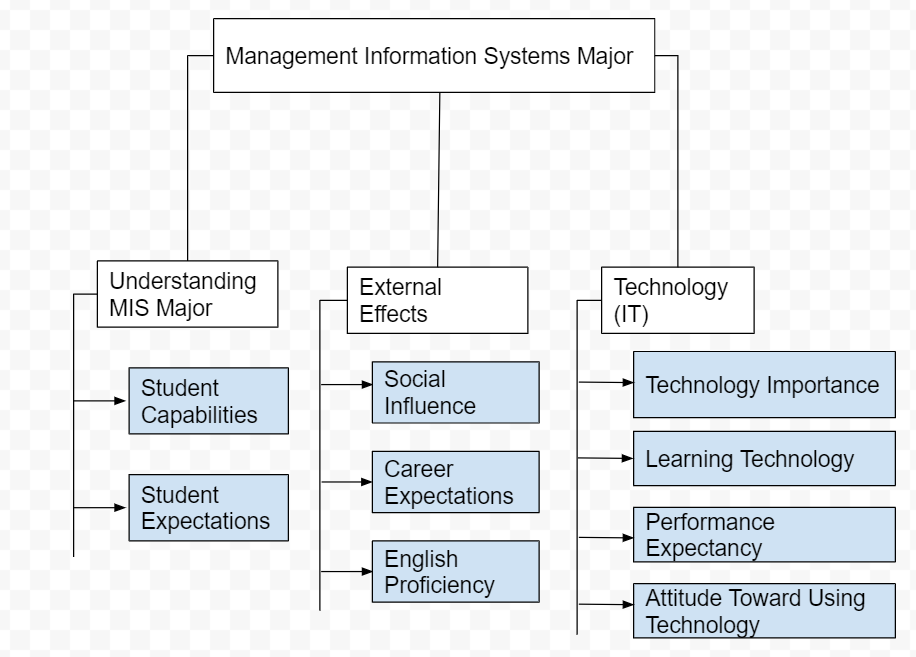 Management Information Systems Major
Understanding
MIS Major
Student
Capabilities
Student
Expectations
External
Effects
Social
Influence
Career
Expectations
English
Proficiency
Technology
(IT)
Technology Importance
Learning Technology
Performance
Expectancy
Attitude Toward Using
Technology